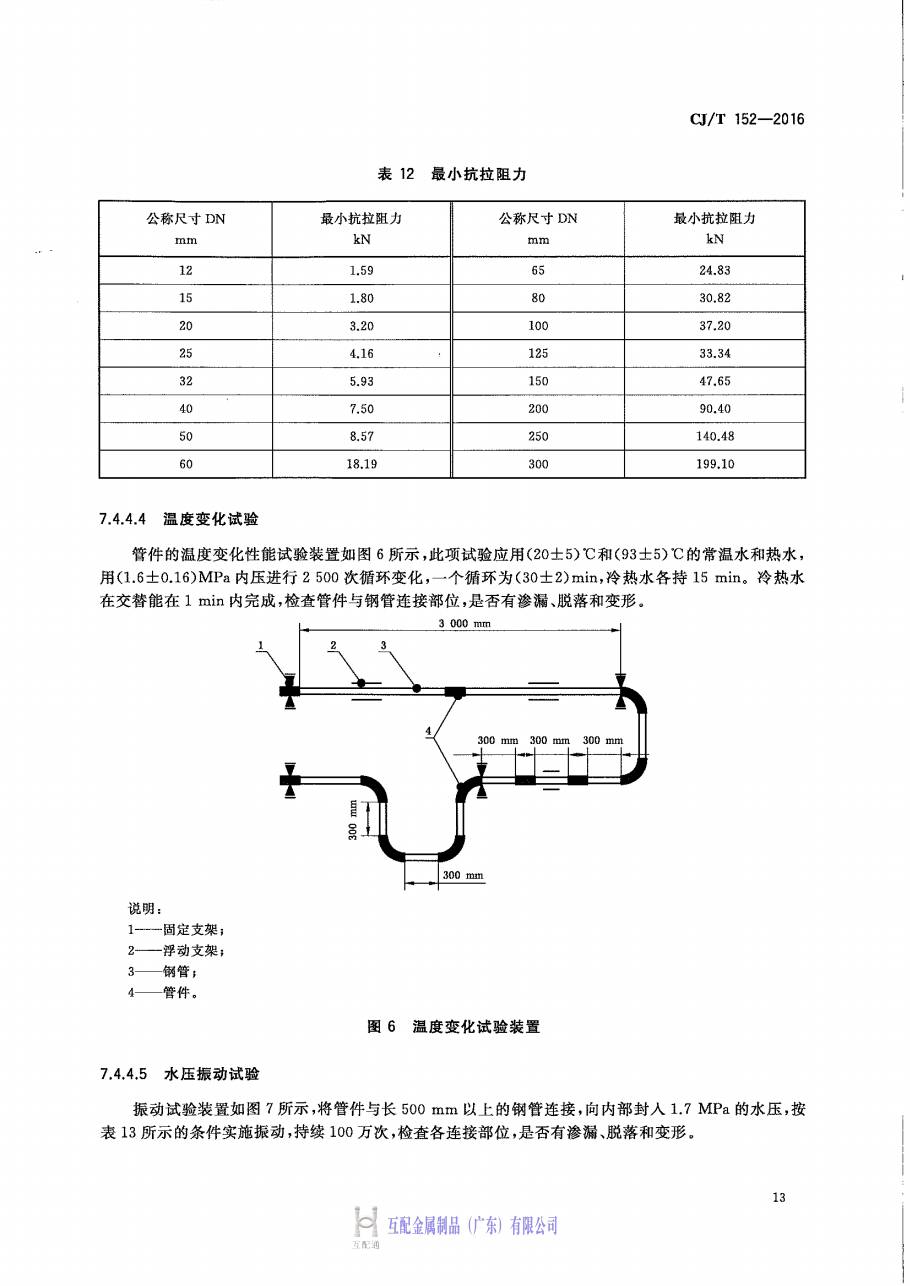 CJ/T 152—2016
表 12 最小抗拉阻力
公称尺寸 DN
mm
最小抗拉阻力
kN
公称尺寸 DN
mm
最小抗拉阻力
kN
12 1.59 65 24.83
15 1.80 80 30.82
20 3.20 100 37.20
25 4.16 125 33.34
32 5.93 150 47.65
40 7.50 200 90.40
50 8.57 250 140.48
60 18.19 300 199.10
7.4.4.4 温度变化试验
管件的温度变化性能试验装置如图 6 所示,此项试验应用(20±5)℃和(93±5)℃的常温水和热水,
用(1.6±0.16)MPa 内压进行 2 500 次循环变化,一个循环为(30±2)min,冷热水各持 15 min。冷热水
在交替能在 1 min 内完成,检查管件与钢管连接部位,是否有渗漏、脱落和变形。
3 000 mm
1
2
3
4
300 mm 300 mm 300 mm
300 mm
300 mm
说明:
1——固定支架;
2——浮动支架;
3——钢管;
4——管件。
图 6 温度变化试验装置
7.4.4.5 水压振动试验
振动试验装置如图 7 所示,将管件与长 500 mm 以上的钢管连接,向内部封入 1.7 MPa 的水压,按
表 13 所示的条件实施振动,持续 100 万次,检查各连接部位,是否有渗漏、脱落和变形。
13
互配金属制品(广东)有限公司
互配通